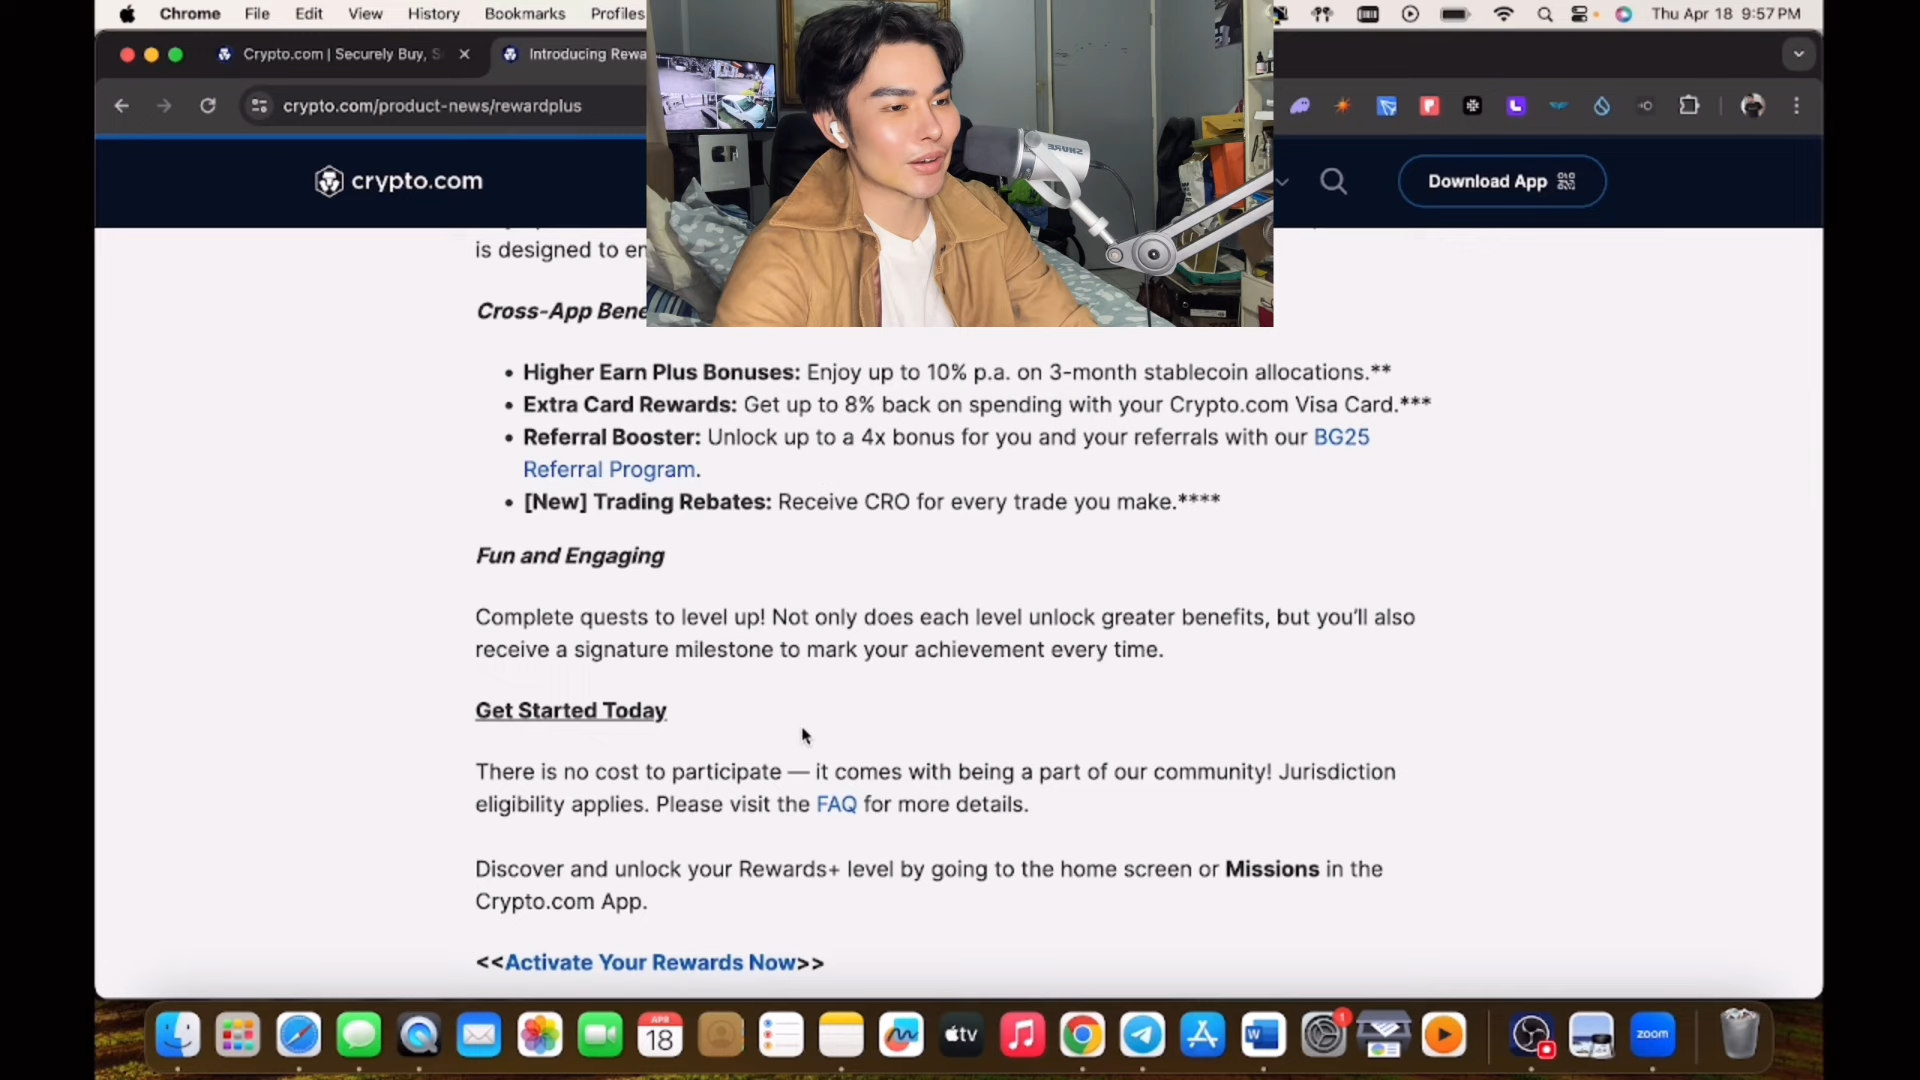 Chrome File Edit View History Bookmarks Profiles
Thu Apr 18 9:57 PM
Crypto.com | Securely Buy, S
Introducing Rewa
crypto.com/product-news/rewardplus
crypto.com
Download App
SHURE
is designed to en
Cross-App Bene
• Higher Earn Plus Bonuses: Enjoy up to 10% p.a. on 3-month stablecoin allocations.**
• Extra Card Rewards: Get up to 8% back on spending with your Crypto.com Visa Card.***
• Referral Booster: Unlock up to a 4x bonus for you and your referrals with our BG25
Referral Program.
• [New] Trading Rebates: Receive CRO for every trade you make.****
Fun and Engaging
Complete quests to level up! Not only does each level unlock greater benefits, but you'll also
receive a signature milestone to mark your achievement every time.
Get Started Today
There is no cost to participate — it comes with being a part of our community! Jurisdiction
eligibility applies. Please visit the FAQ for more details.
Discover and unlock your Rewards+ level by going to the home screen or Missions in the
Crypto.com App.
<<Activate Your Rewards Now>>
APR
18
tv
W
1
zoom